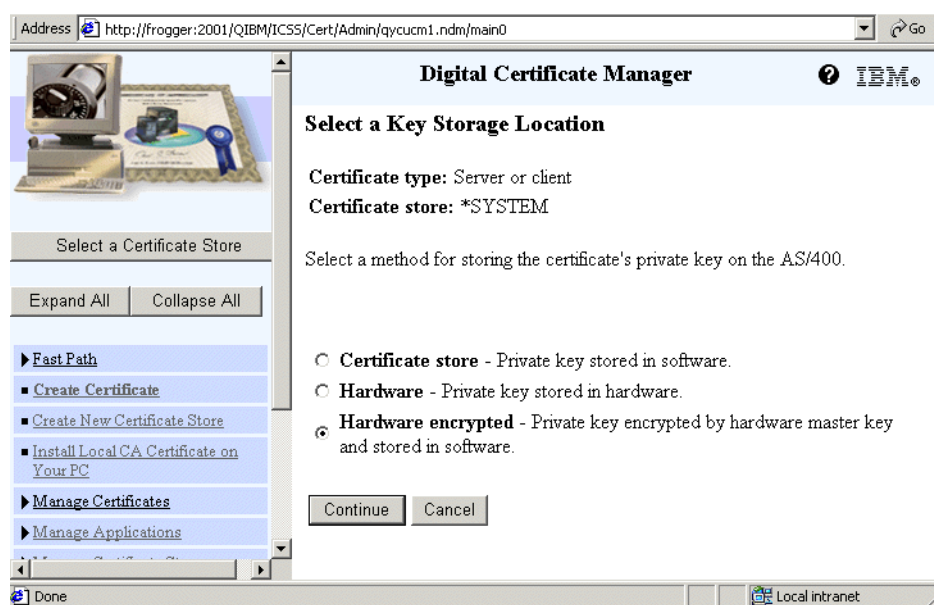 Address http://frogger:2001/QIBM/ICSS/Cert/Admin/qycucm1.ndm/main0 Go
Digital Certificate Manager
IBM®
Select a Certificate Store
Expand All Collapse All
Fast Path
Create Certificate
Create New Certificate Store
Install Local CA Certificate on
Your PC
Manage Certificates
Manage Applications
Select a Key Storage Location
Certificate type: Server or client
Certificate store: *SYSTEM
Select a method for storing the certificate's private key on the AS/400.
Certificate store - Private key stored in software.
Hardware - Private key stored in hardware.
Hardware encrypted - Private key encrypted by hardware master key
and stored in software.
Continue Cancel
Done Local intranet